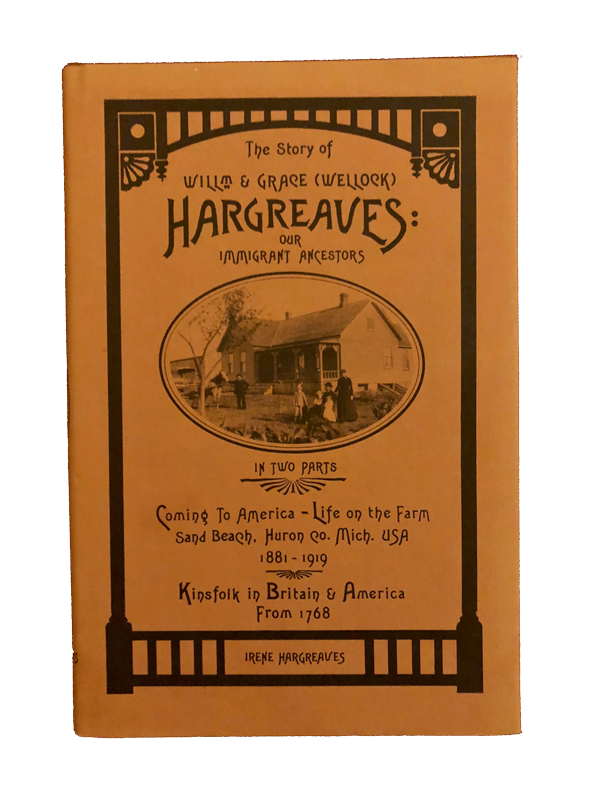 The Story of
WILLM & GRACE (WELLOCK)
HARGREAVES:
OUR
IMMIGRANT ANCESTORS
IN TWO PARTS
Coming To America - Life on the Farm
Sand Beach, Huron Co. Mich. USA
1881 - 1919
Kinsfolk in Britain & America
From 1768
IRENE HARGREAVES